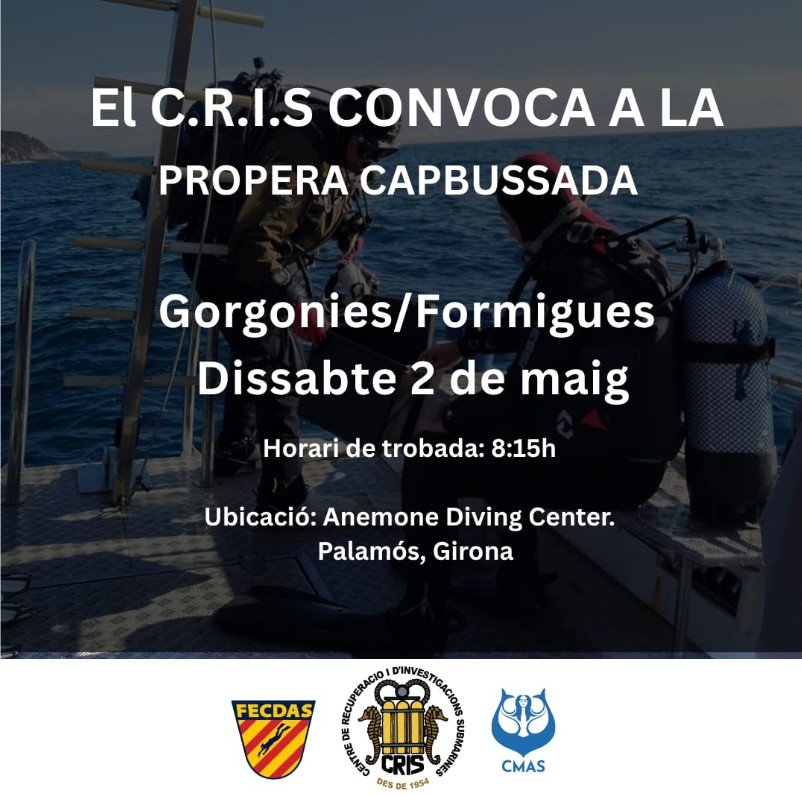 El C.R.I.S CONVOCA A LA
PROPERA CAPBUSSADA
Gorgonies/Formigues
Dissabte 2 de maig
Horari de trobada: 8:15h
Ubicació: Anemone Diving Center.
Palamós, Girona
FECDAS
CENTRE DE RECUPERACIO I D'INVESTIGACIONS SUBMARINES
CRIS
DES DE 1954
CMAS